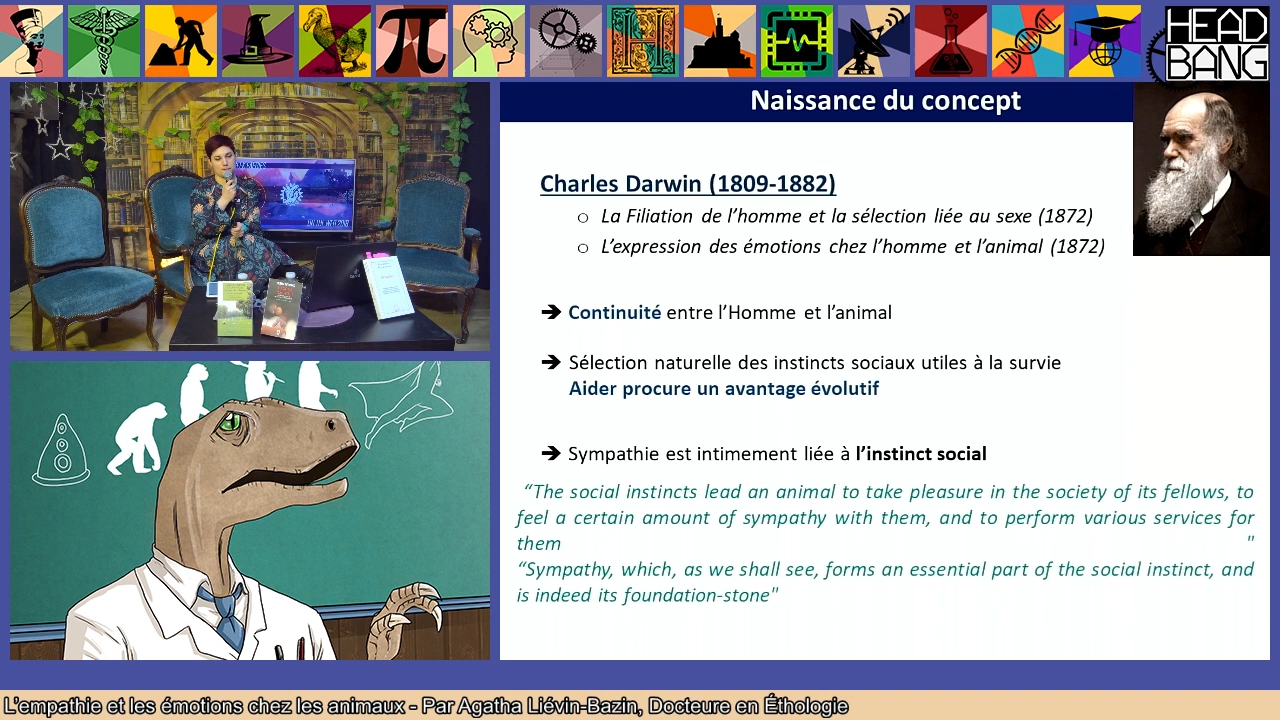 HEAD
BANG
Naissance du concept
Charles Darwin (1809-1882)
o La Filiation de l’homme et la sélection liée au sexe (1872)
o L’expression des émotions chez l’homme et l’animal (1872)
➔ Continuité entre l’Homme et l’animal
➔ Sélection naturelle des instincts sociaux utiles à la survie
Aider procure un avantage évolutif
➔ Sympathie est intimement liée à l’instinct social
“The social instincts lead an animal to take pleasure in the society of its fellows, to
feel a certain amount of sympathy with them, and to perform various services for
them "
“Sympathy, which, as we shall see, forms an essential part of the social instinct, and
is indeed its foundation-stone"
L'empathie et les émotions chez les animaux - Par Agatha Liévin-Bazin, Docteure en Éthologie